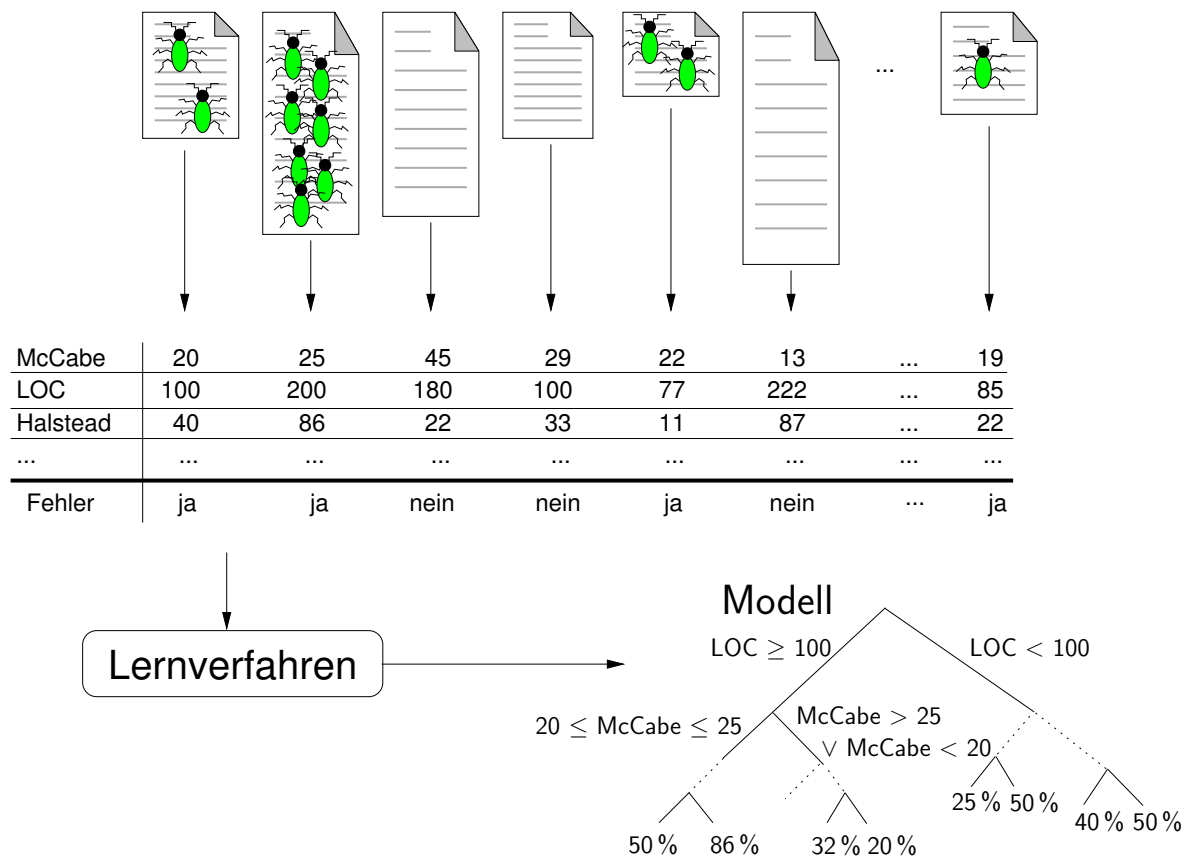 ...
McCabe 20 25 45 29 22 13 ... 19
LOC 100 200 180 100 77 222 ... 85
Halstead 40 86 22 33 11 87 ... 22
... ... ... ... ... ... ... ... ...
Fehler ja ja nein nein ja nein ... ja
Modell
LOC ≥ 100 LOC < 100
Lernverfahren
20 ≤ McCabe ≤ 25 McCabe > 25
∨ McCabe < 20
25 % 50 %
40 % 50 %
50 % 86 % 32 % 20 %